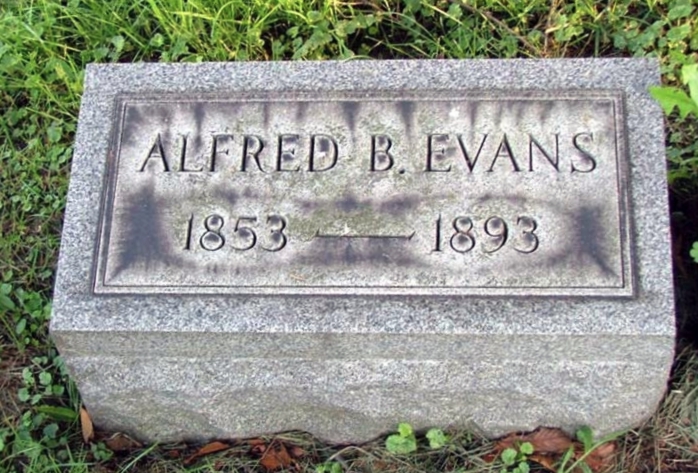 ALFRED B. EVANS
1853 — 1893